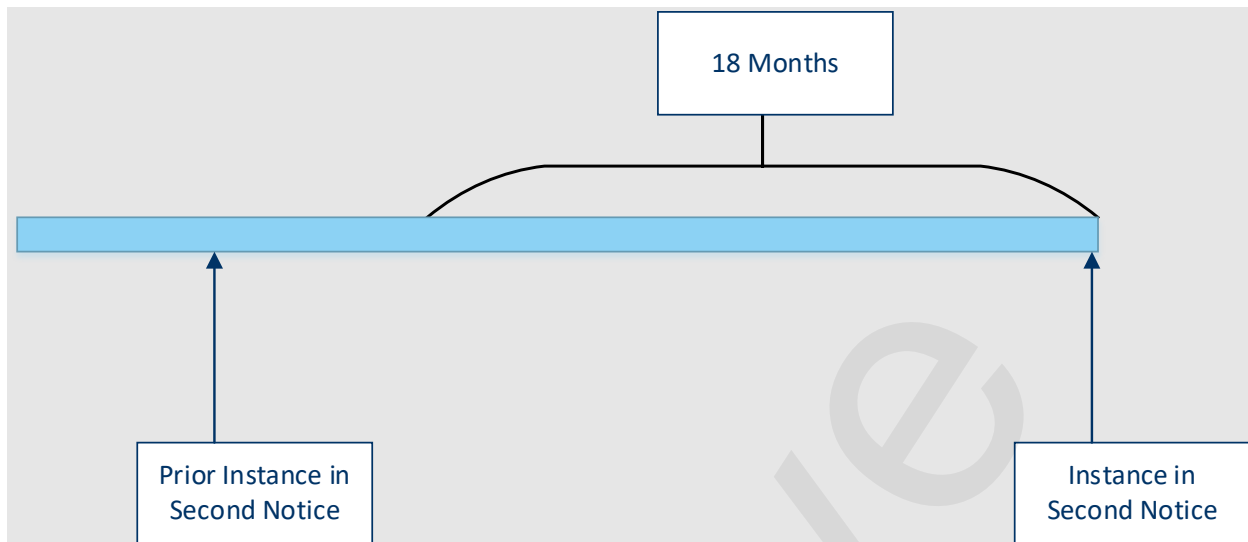 18 Months
Prior Instance in
Second Notice
Instance in
Second Notice